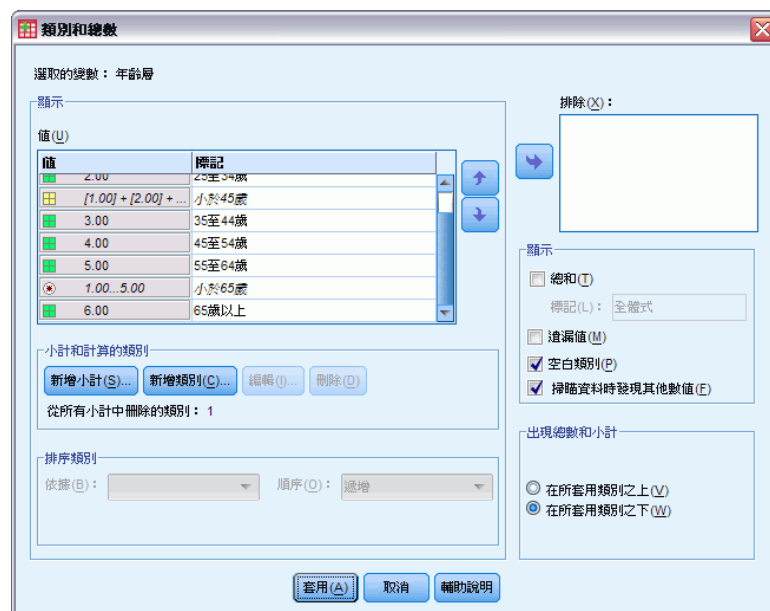 類別和總數
選取的變數：年齡層
顯示
值(U)
值 標記
2.00 25至34歲
[1.00] + [2.00] + ... 小於45歲
3.00 35至44歲
4.00 45至54歲
5.00 55至64歲
1.00...5.00 小於65歲
6.00 65歲以上
小計和計算的類別
新增小計(S)... 新增類別(C)... 編輯(I)... 刪除(D)
從所有小計中刪除的類別：1
排序類別
依據(B)： 順序(O)： 遞增
排除(X)：
顯示
總和(T)
標記(L)： 全體式
遺漏值(M)
空白類別(P)
掃瞄資料時發現其他數值(F)
出現總數和小計
在所套用類別之上(V)
在所套用類別之下(W)
套用(A) 取消 輔助說明